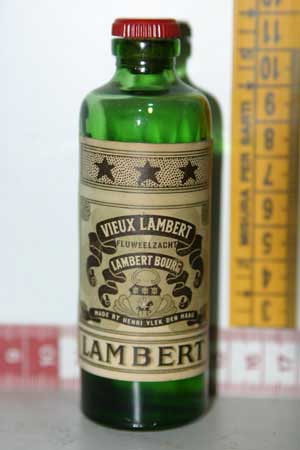 VIEUX LAMBERT
FLUWEELZACHT
LAMBERT BOURG
MADE BY HENRI VLEK DEN HAAG
LAMBERT
11
10
9
8
7
6
5
4
3
PER SARTI